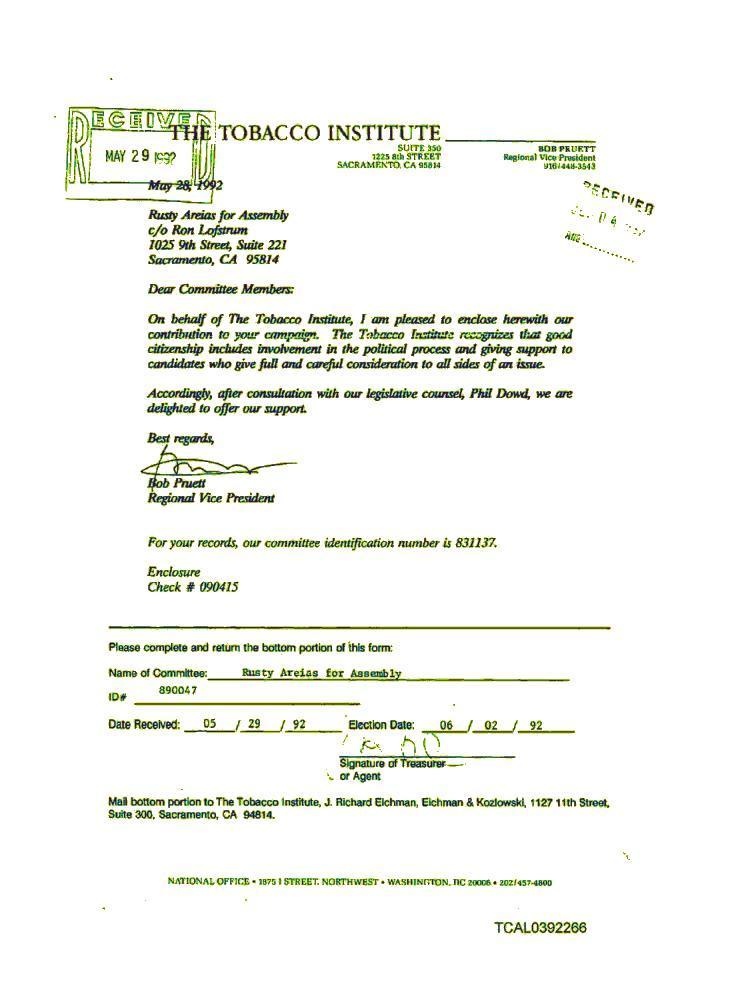 RECEIVED
MAY 29 1992
THE TOBACCO INSTITUTE
SUITE 350
1225 8th STREET
SACRAMENTO, CA 95814
BOB PRUETT
Regional Vice President
916/448-3543
May 28, 1992
RECEIVED
04
Rusty Areias for Assembly
c/o Ron Lofstrum
1025 9th Street, Suite 221
Sacramento, CA 95814
Dear Committee Members:
On behalf of The Tobacco Institute, I am pleased to enclose herewith our
contribution to your campaign. The Tobacco Institute recognizes that good
citizenship includes involvement in the political process and giving support to
candidates who give full and careful consideration to all sides of an issue.
Accordingly, after consultation with our legislative counsel, Phil Dowd, we are
delighted to offer our support.
Best regards,
Bob Pruett
Regional Vice President
For your records, our committee identification number is 831137.
Enclosure
Check # 090415
Please complete and return the bottom portion of this form:
Name of Committee: Rusty Areias for Assembly
ID# 890047
Date Received: 05 / 29 / 92 Election Date: 06 / 02 / 92
Signature of Treasurer
or Agent
Mail bottom portion to The Tobacco Institute, J. Richard Eichman, Eichman & Kozlowski, 1127 11th Street,
Suite 300, Sacramento, CA 94814.
NATIONAL OFFICE • 1875 I STREET, NORTHWEST • WASHINGTON, DC 20006 • 202/457-4800
TCAL0392266